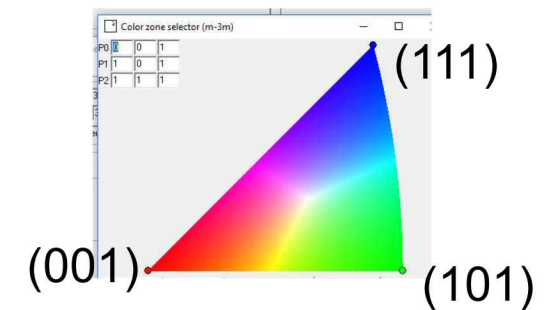 Color zone selector (m-3m)
P0 0 0 1
P1 1 0 1
P2 1 1 1
(111)
(001)
(101)